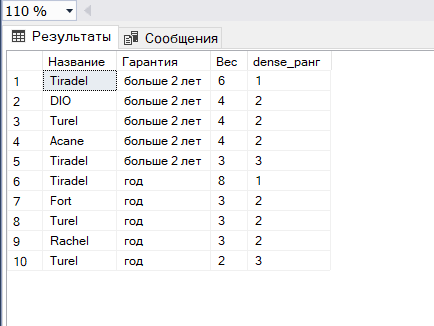 110 %
Результаты Сообщения
Название Гарантия Вес dense_ранг
1 Tiradel больше 2 лет 6 1
2 DIO больше 2 лет 4 2
3 Turel больше 2 лет 4 2
4 Acane больше 2 лет 4 2
5 Tiradel больше 2 лет 3 3
6 Tiradel год 8 1
7 Fort год 3 2
8 Turel год 3 2
9 Rachel год 3 2
10 Turel год 2 3